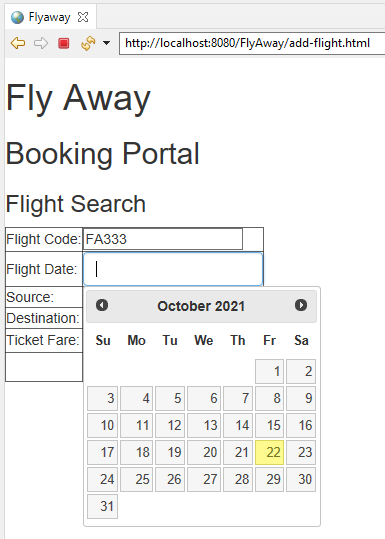 Flyaway
http://localhost:8080/FlyAway/add-flight.html
Fly Away
Booking Portal
Flight Search
Flight Code: FA333
Flight Date:
Source:
Destination:
Ticket Fare:
October 2021
Su Mo Tu We Th Fr Sa
1 2
3 4 5 6 7 8 9
10 11 12 13 14 15 16
17 18 19 20 21 22 23
24 25 26 27 28 29 30
31